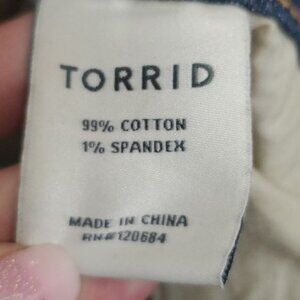 TORRID
99% COTTON
1% SPANDEX
MADE IN CHINA
RN#120684